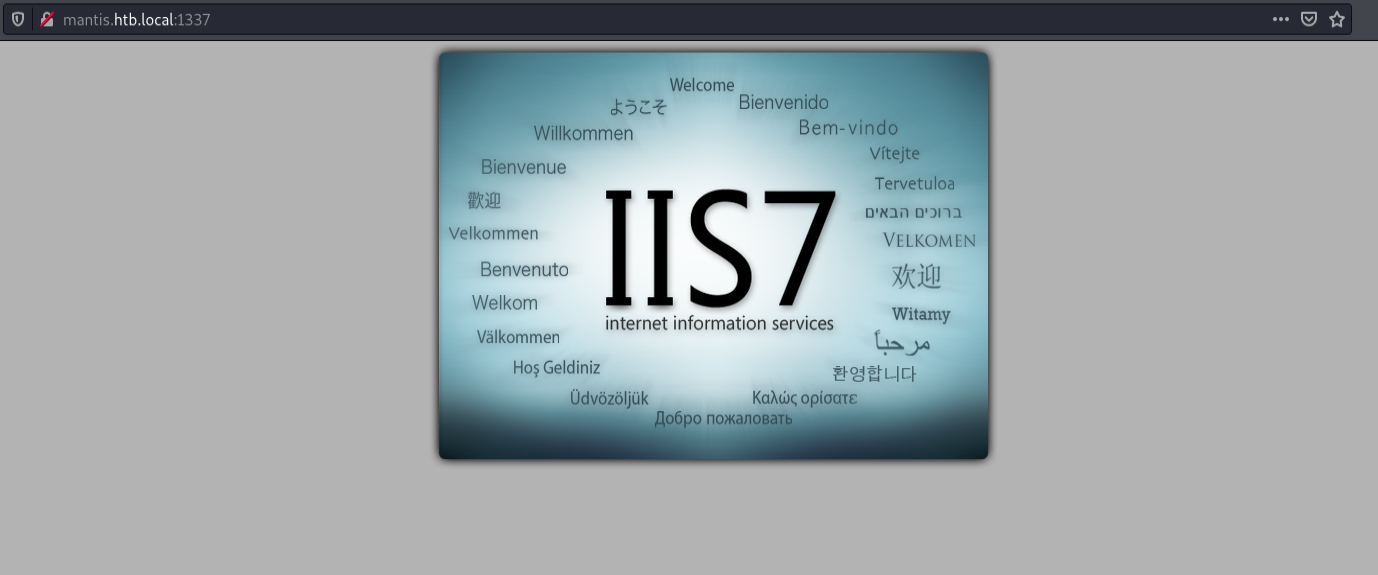 mantis.htb.local:1337
Welcome
ようこそ
Bienvenido
Willkommen
Bem-vindo
Bienvenue
Vítejte
歡迎
Tervetuloa
ברוכים הבאים
Velkommen
VELKOMEN
Benvenuto
欢迎
IIS7
Welkom
Witamy
internet information services
Välkommen
مرحباً
Hoş Geldiniz
환영합니다
Üdvözöljük
Καλώς ορίσατε
Добро пожаловать